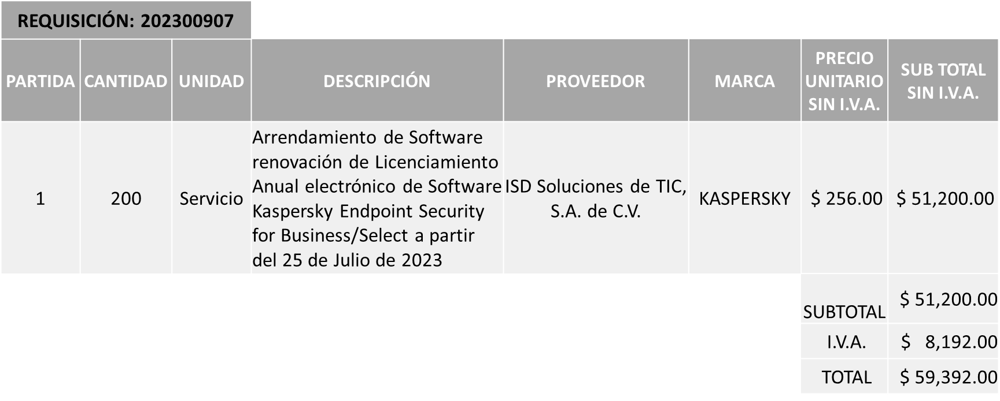 REQUISICIÓN: 202300907
PARTIDA CANTIDAD UNIDAD DESCRIPCIÓN PROVEEDOR MARCA PRECIO UNITARIO SIN I.V.A. SUB TOTAL SIN I.V.A.
1 200 Servicio
Arrendamiento de Software
renovación de Licenciamiento
Anual electrónico de Software
Kaspersky Endpoint Security
for Business/Select a partir
del 25 de Julio de 2023
ISD Soluciones de TIC,
S.A. de C.V.
KASPERSKY $ 256.00 $ 51,200.00
SUBTOTAL $ 51,200.00
I.V.A. $ 8,192.00
TOTAL $ 59,392.00